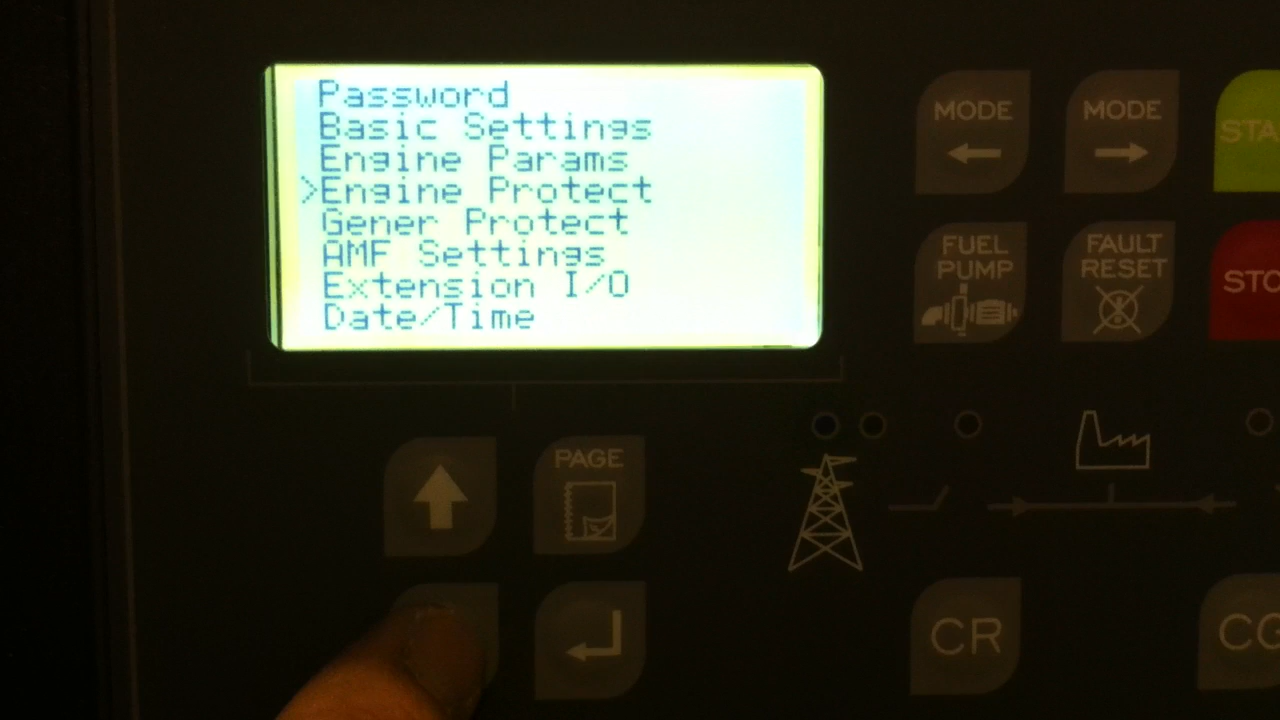 Password
Basic Settings
Engine Params
>Engine Protect
Gener Protect
AMF Settings
Extension I/O
Date/Time
MODE
MODE
STA
FUEL
PUMP
FAULT
RESET
STO
PAGE
CR